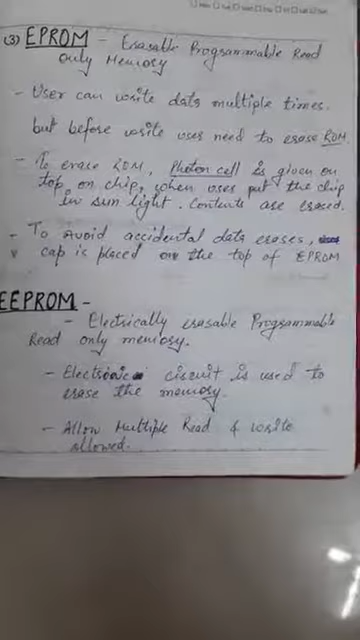 (3) EPROM - Erasable Programmable Read
only Memory
- User can write data multiple times.
but before write user need to erase ROM.
- To erase ROM, Photon cell is given on
top on chip, when user put the chip
in sun light. Contents are erased.
- To Avoid accidental data erases,
cap is placed on the top of EPROM
EEPROM -
- Electrically erasable Programmable
Read only memory.
- Electronic circuit is used to
erase the memory.
- Allow Multiple Read & write
allowed.